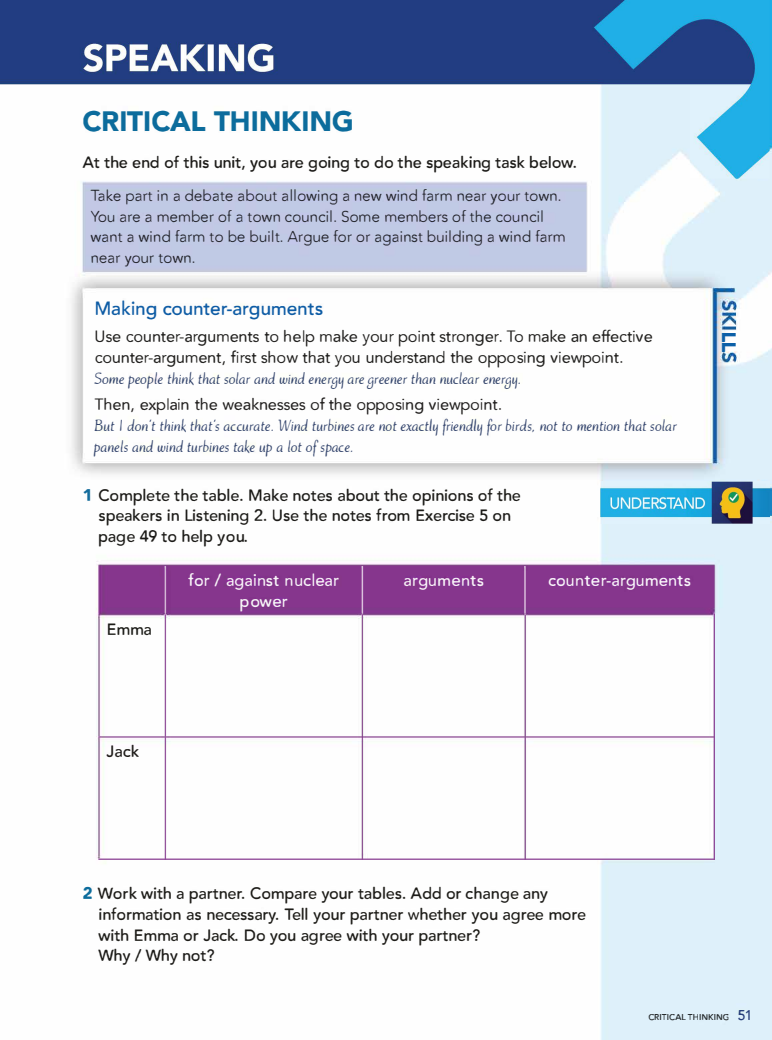 SPEAKING
CRITICAL THINKING
At the end of this unit, you are going to do the speaking task below.
Take part in a debate about allowing a new wind farm near your town.
You are a member of a town council. Some members of the council
want a wind farm to be built. Argue for or against building a wind farm
near your town.
SKILLS
Making counter-arguments
Use counter-arguments to help make your point stronger. To make an effective
counter-argument, first show that you understand the opposing viewpoint.
Some people think that solar and wind energy are greener than nuclear energy.
Then, explain the weaknesses of the opposing viewpoint.
But I don't think that's accurate. Wind turbines are not exactly friendly for birds, not to mention that solar
panels and wind turbines take up a lot of space.
1 Complete the table. Make notes about the opinions of the
speakers in Listening 2. Use the notes from Exercise 5 on
page 49 to help you.
UNDERSTAND
for / against nuclear
power
arguments
counter-arguments
Emma
Jack
2 Work with a partner. Compare your tables. Add or change any
information as necessary. Tell your partner whether you agree more
with Emma or Jack. Do you agree with your partner?
Why / Why not?
CRITICAL THINKING 51